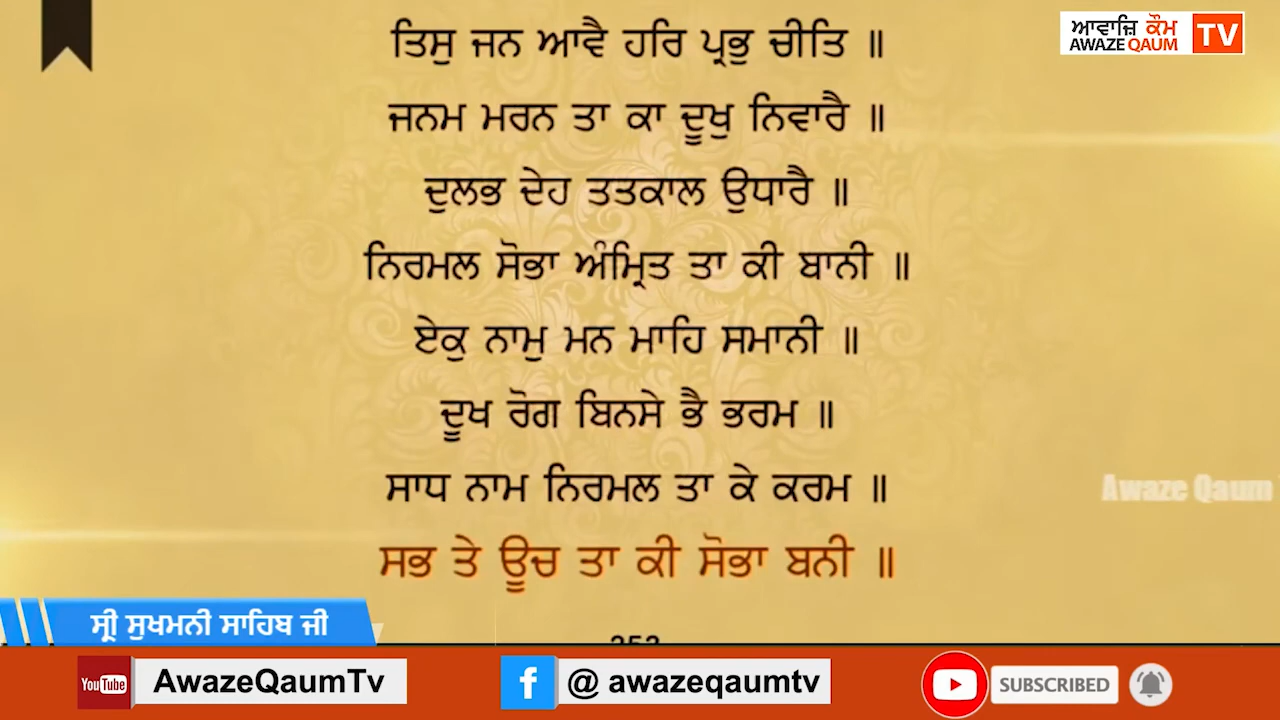 ਤਿਸੁ ਜਨ ਆਵੈ ਹਰਿ ਪ੍ਰਭੁ ਚੀਤਿ ॥
ਆਵਾਜ਼ਿ ਕੌਮ
AWAZE QAUM TV
ਜਨਮ ਮਰਨ ਤਾ ਕਾ ਦੂਖੁ ਨਿਵਾਰੈ ॥
ਦੁਲਭ ਦੇਹ ਤਤਕਾਲ ਉਧਾਰੈ ॥
ਨਿਰਮਲ ਸੋਭਾ ਅੰਮ੍ਰਿਤ ਤਾ ਕੀ ਬਾਨੀ ॥
ਏਕੁ ਨਾਮੁ ਮਨ ਮਾਹਿ ਸਮਾਨੀ ॥
ਦੂਖ ਰੋਗ ਬਿਨਸੇ ਭੈ ਭਰਮ ॥
ਸਾਧ ਨਾਮ ਨਿਰਮਲ ਤਾ ਕੇ ਕਰਮ ॥
Awaze Qaum
ਸਭ ਤੇ ਊਚ ਤਾ ਕੀ ਸੋਭਾ ਬਨੀ ॥
ਸ੍ਰੀ ਸੁਖਮਨੀ ਸਾਹਿਬ ਜੀ
YouTube AwazeQaumTv
f @ awazeqaumtv
SUBSCRIBED